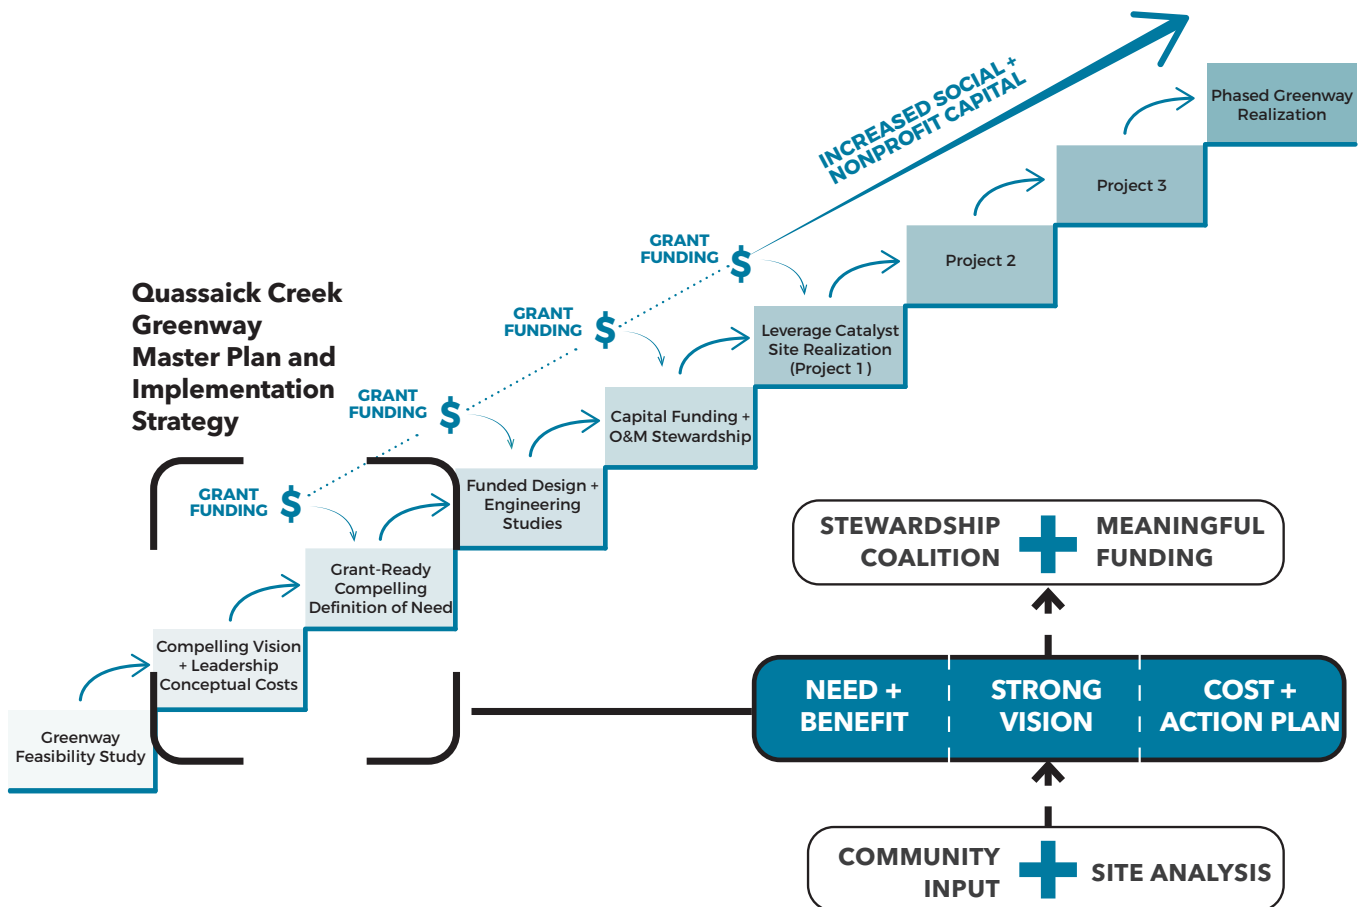 INCREASED SOCIAL +
NONPROFIT CAPITAL
Phased Greenway
Realization
Project 3
Project 2
GRANT
FUNDING
$
Leverage Catalyst
Site Realization
(Project 1)
GRANT
FUNDING
$
Capital Funding +
O&M Stewardship
Quassaick Creek
Greenway
Master Plan and
Implementation
Strategy
GRANT
FUNDING
$
Funded Design +
Engineering
Studies
GRANT
FUNDING
$
Grant-Ready
Compelling
Definition of Need
Compelling Vision
+ Leadership
Conceptual Costs
Greenway
Feasibility Study
STEWARDSHIP
COALITION
+
MEANINGFUL
FUNDING
NEED +
BENEFIT
STRONG
VISION
COST +
ACTION PLAN
COMMUNITY
INPUT
+
SITE ANALYSIS